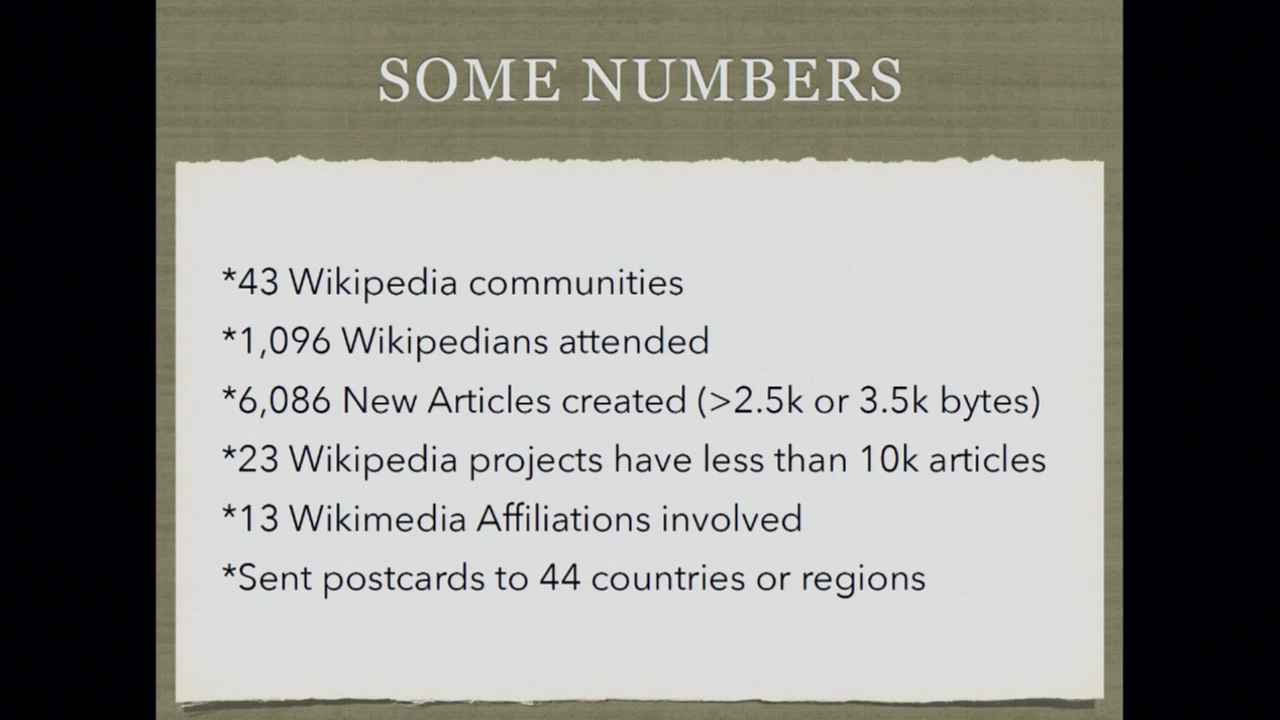 SOME NUMBERS
*43 Wikipedia communities
*1,096 Wikipedians attended
*6,086 New Articles created (>2.5k or 3.5k bytes)
*23 Wikipedia projects have less than 10k articles
*13 Wikimedia Affiliations involved
*Sent postcards to 44 countries or regions